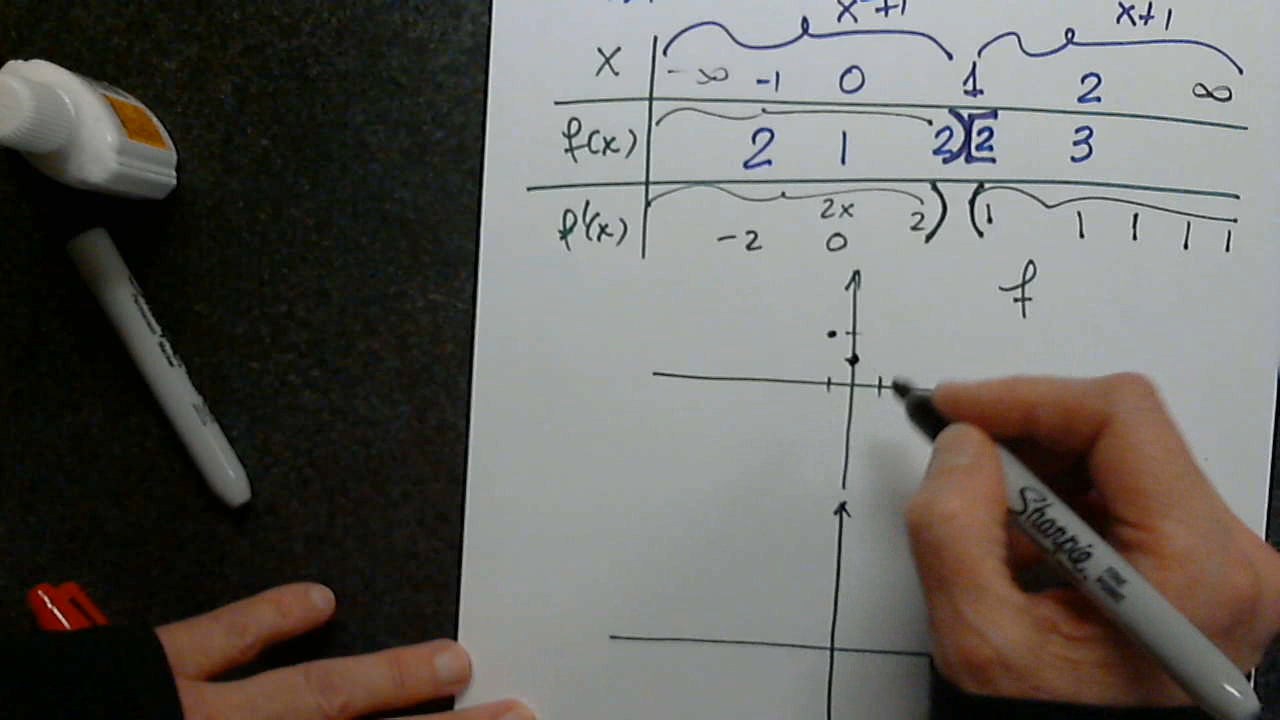 x²+1 x+1
x -∞ -1 0 1 2 ∞
f(x) 2 1 2) [2 3
2x
f'(x) -2 0 2) (1 1 1 1 1
f
Sharpie